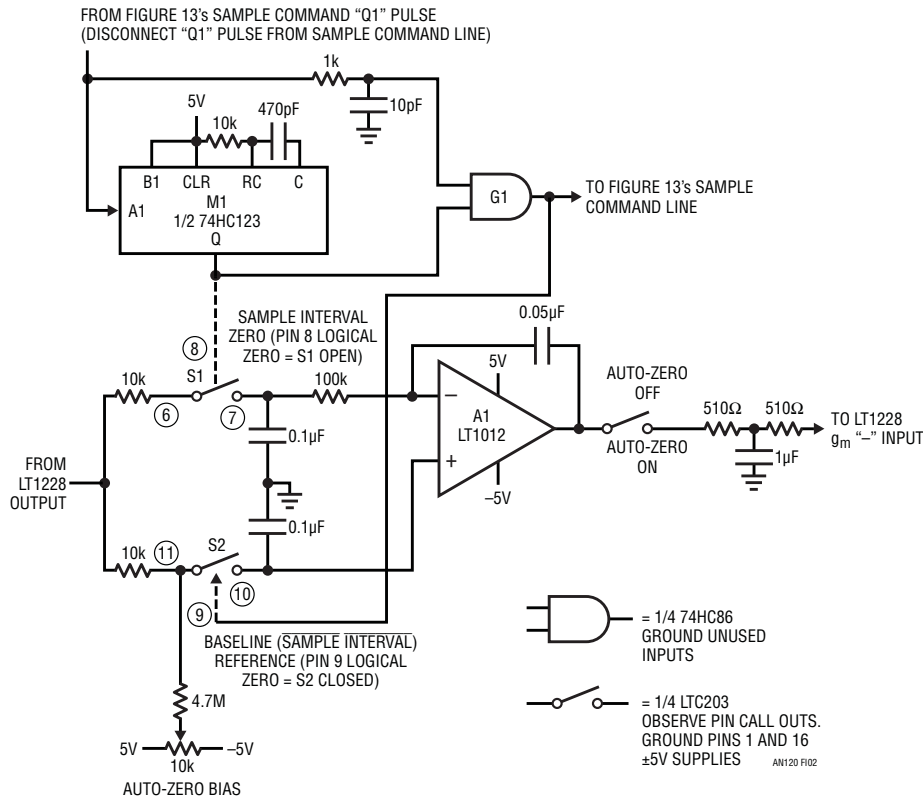 FROM FIGURE 13's SAMPLE COMMAND “Q1” PULSE
(DISCONNECT “Q1” PULSE FROM SAMPLE COMMAND LINE)
1k
10pF
5V
10k
470pF
B1
CLR
RC
C
A1
M1
1/2 74HC123
Q
G1
TO FIGURE 13's SAMPLE
COMMAND LINE
SAMPLE INTERVAL
ZERO (PIN 8 LOGICAL
ZERO = S1 OPEN)
0.05µF
8
10k
S1
6
7
100k
0.1µF
5V
–
A1
LT1012
+
–5V
AUTO-ZERO
OFF
AUTO-ZERO
ON
510Ω
510Ω
1µF
TO LT1228
gm “–” INPUT
FROM
LT1228
OUTPUT
0.1µF
10k
11
S2
10
9
BASELINE (SAMPLE INTERVAL)
REFERENCE (PIN 9 LOGICAL
ZERO = S2 CLOSED)
4.7M
5V
–5V
10k
AUTO-ZERO BIAS
= 1/4 74HC86
GROUND UNUSED
INPUTS
= 1/4 LTC203
OBSERVE PIN CALL OUTS.
GROUND PINS 1 AND 16
±5V SUPPLIES
AN120 FI02